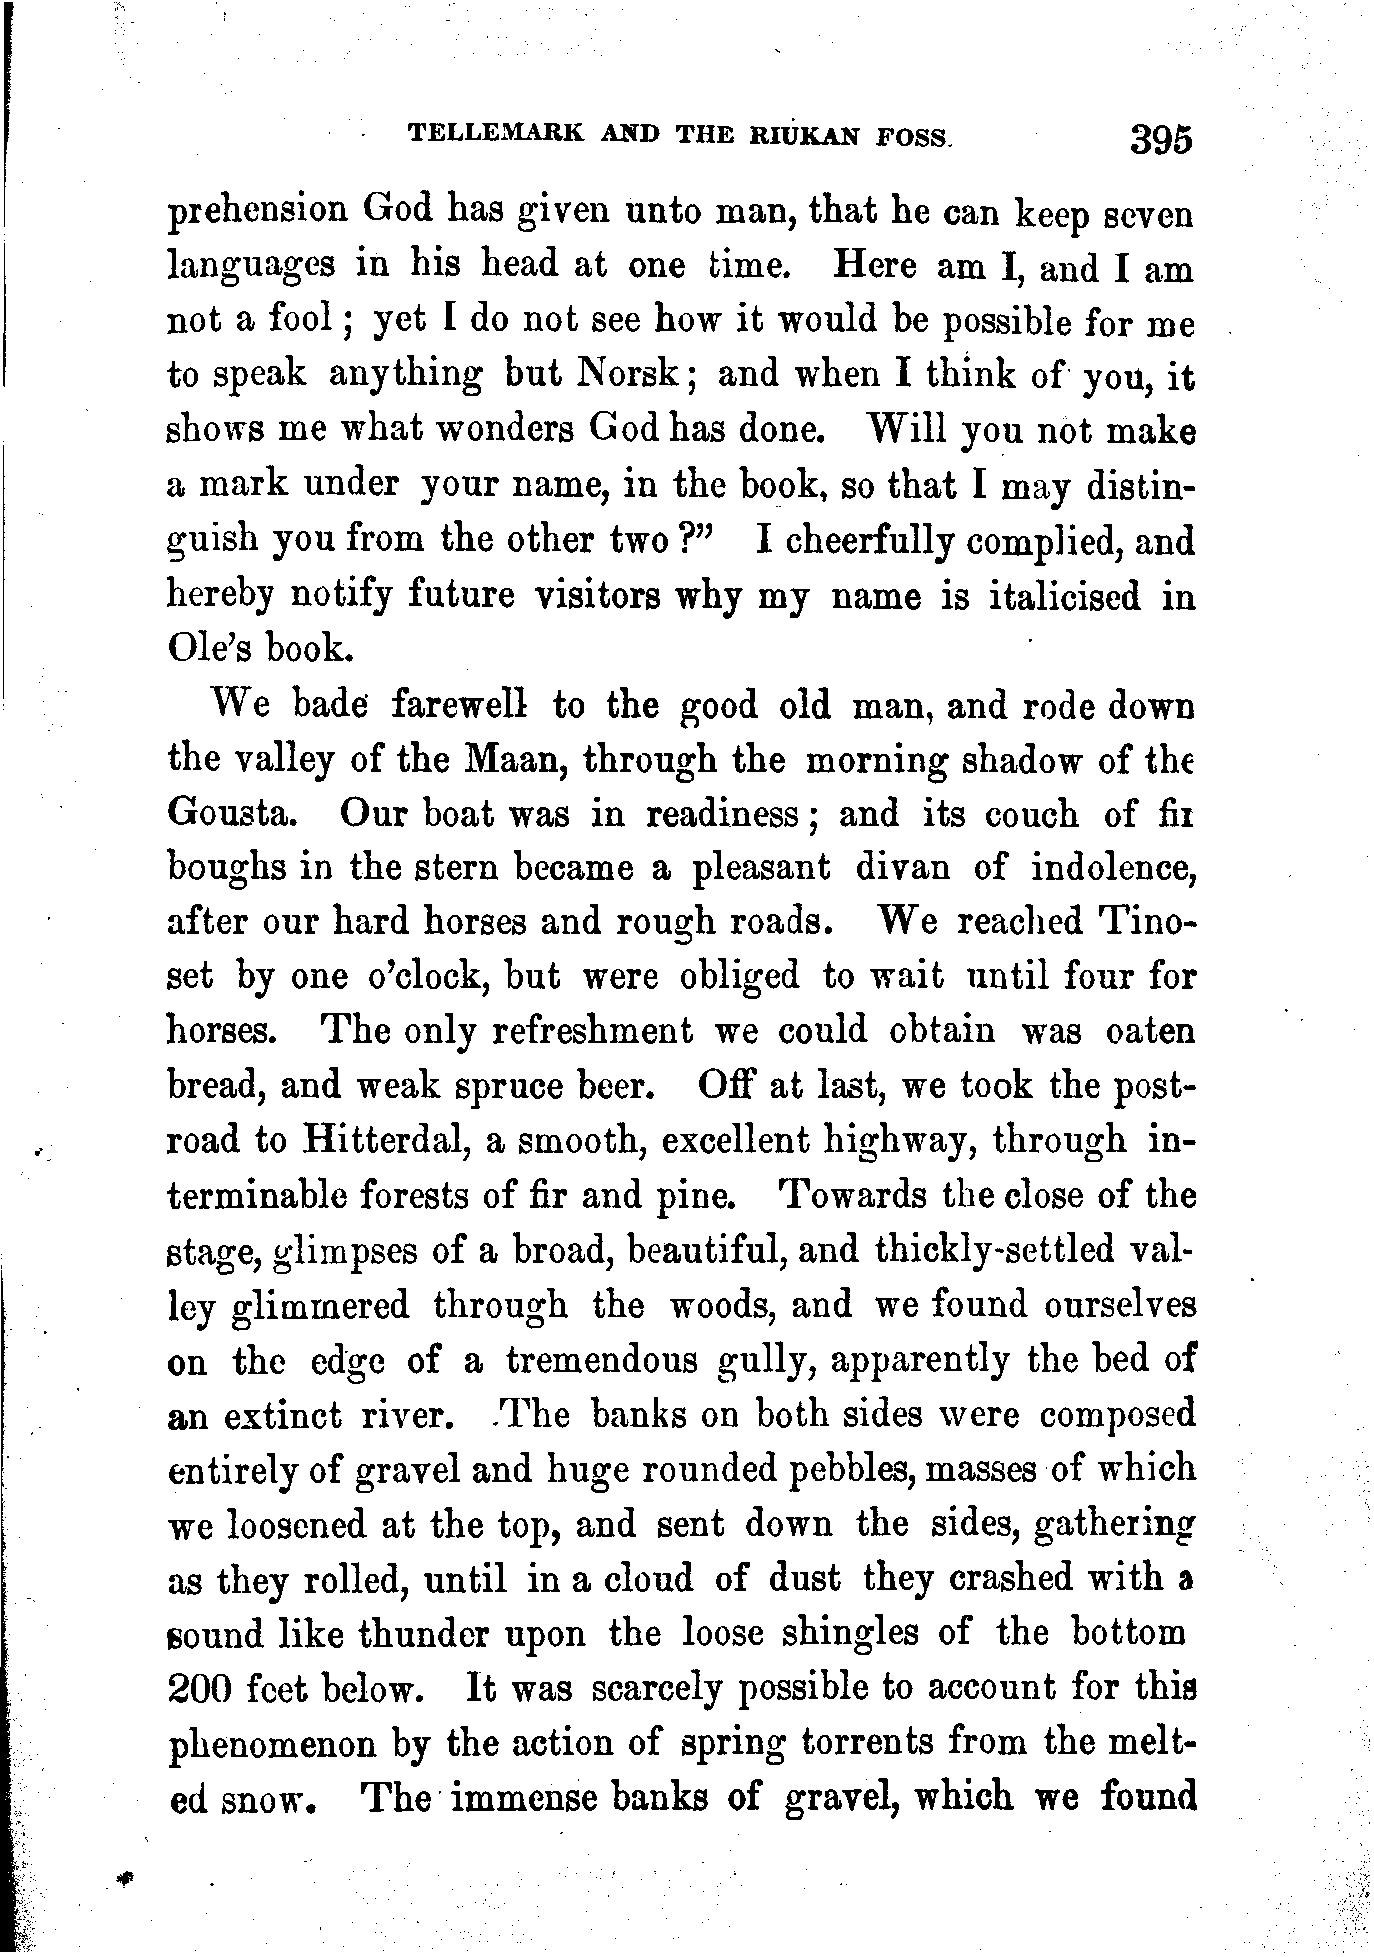 TELLEMARK AND THE RIUKAN FOSS. 395
prehension God has given unto man, that he can keep seven
languages in his head at one time. Here am I, and I am
not a fool; yet I do not see how it would be possible for me
to speak anything but Norsk; and when I think of you, it
shows me what wonders God has done. Will you not make
a mark under your name, in the book, so that I may distin-
guish you from the other two?" I cheerfully complied, and
hereby notify future visitors why my name is italicised in
Ole's book.
We bade farewell to the good old man, and rode down
the valley of the Maan, through the morning shadow of the
Gousta. Our boat was in readiness; and its couch of fir
boughs in the stern became a pleasant divan of indolence,
after our hard horses and rough roads. We reached Tino-
set by one o'clock, but were obliged to wait until four for
horses. The only refreshment we could obtain was oaten
bread, and weak spruce beer. Off at last, we took the post-
road to Hitterdal, a smooth, excellent highway, through in-
terminable forests of fir and pine. Towards the close of the
stage, glimpses of a broad, beautiful, and thickly-settled val-
ley glimmered through the woods, and we found ourselves
on the edge of a tremendous gully, apparently the bed of
an extinct river. The banks on both sides were composed
entirely of gravel and huge rounded pebbles, masses of which
we loosened at the top, and sent down the sides, gathering
as they rolled, until in a cloud of dust they crashed with a
sound like thunder upon the loose shingles of the bottom
200 feet below. It was scarcely possible to account for this
phenomenon by the action of spring torrents from the melt-
ed snow. The immense banks of gravel, which we found